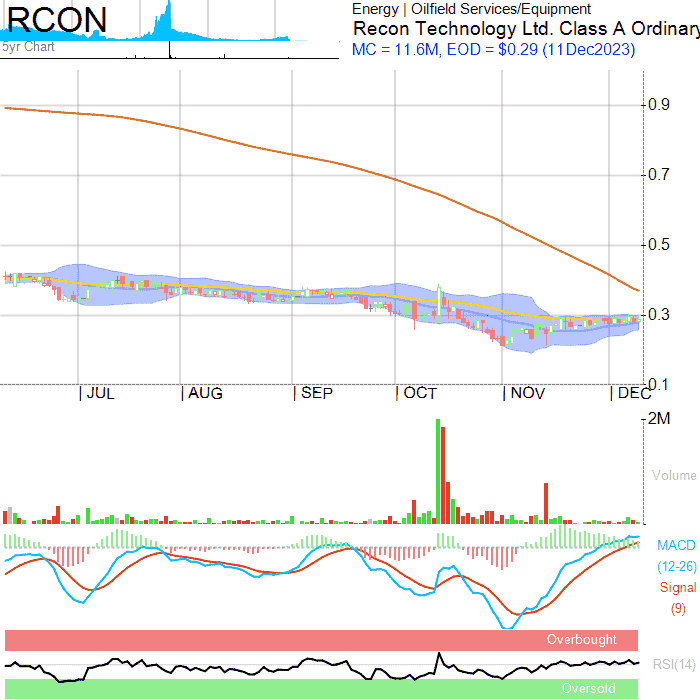 RCON
5yr Chart
Energy | Oilfield Services/Equipment
Recon Technology Ltd. Class A Ordinary
MC = 11.6M, EOD = $0.29 (11Dec2023)
0.9
0.7
0.5
0.3
0.1
| JUL | AUG | SEP | OCT | NOV | DEC
2M
Volume
MACD
(12-26)
Signal
(9)
Overbought
RSI(14)
Oversold